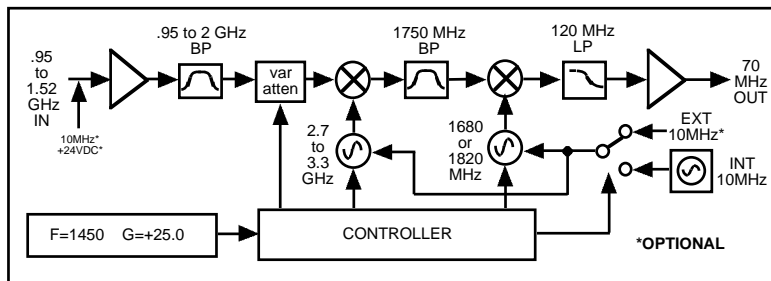 .95
to
1.52
GHz
IN
10MHz*
+24VDC*
.95 to 2 GHz
BP
var
atten
2.7
to
3.3
GHz
1750 MHz
BP
1680
or
1820
MHz
120 MHz
LP
70
MHz
OUT
EXT
10MHz*
INT
10MHz
F=1450 G=+25.0
CONTROLLER
*OPTIONAL